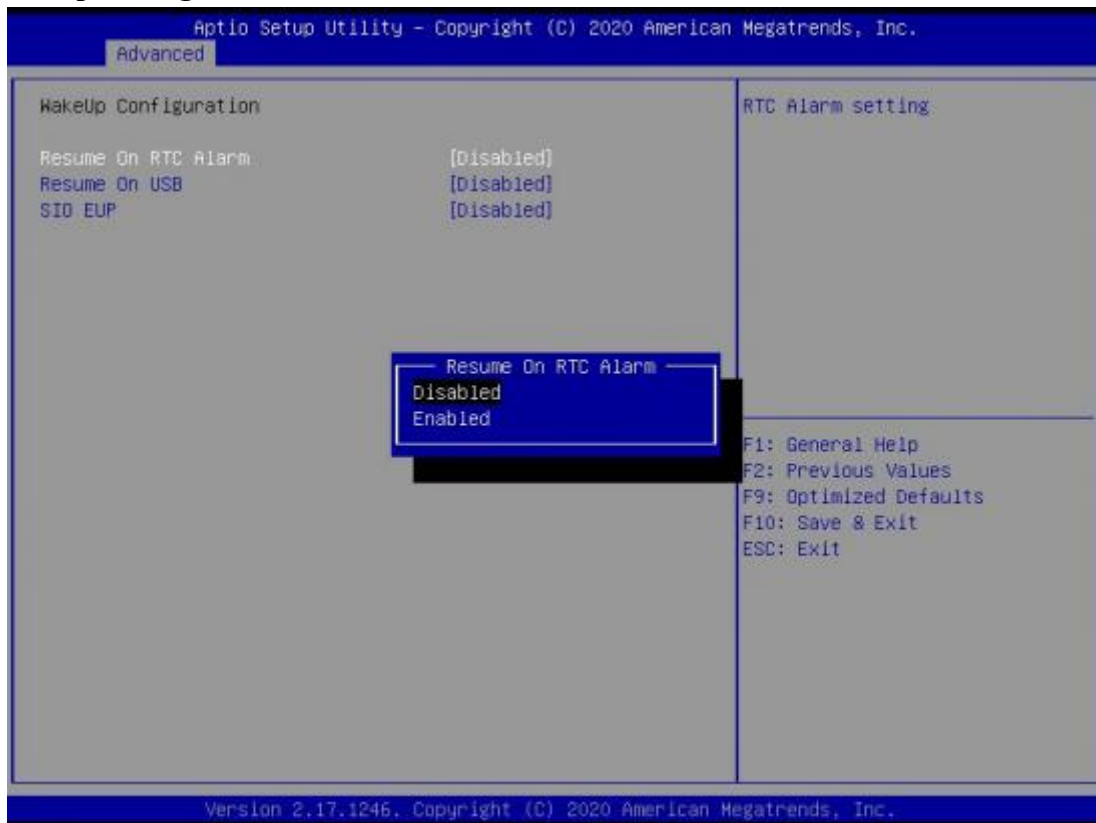 Aptio Setup Utility – Copyright (C) 2020 American Megatrends, Inc.
Advanced
WakeUp Configuration
Resume On RTC Alarm [Disabled]
Resume On USB [Disabled]
SIO EUP [Disabled]
RTC Alarm setting
Resume On RTC Alarm
Disabled
Enabled
F1: General Help
F2: Previous Values
F9: Optimized Defaults
F10: Save & Exit
ESC: Exit
Version 2.17.1246. Copyright (C) 2020 American Megatrends, Inc.